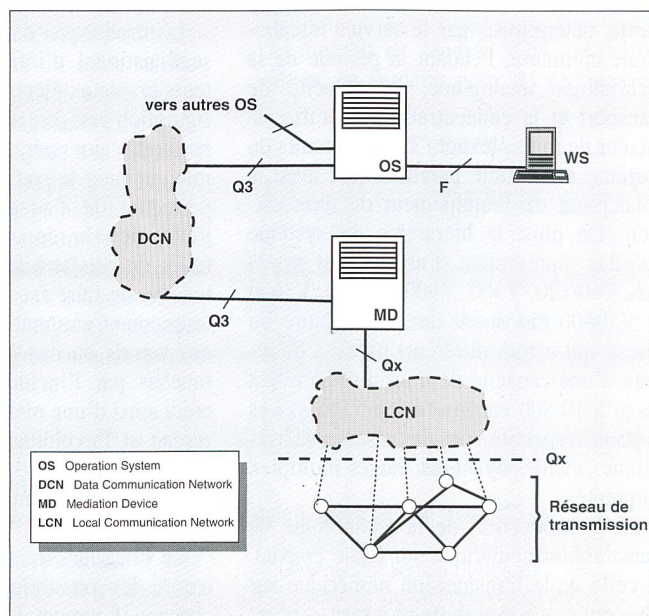 vers autres OS
OS
WS
Q3
F
DCN
MD
Q3
Qx
LCN
Qx
Réseau de
transmission
OS Operation System
DCN Data Communication Network
MD Mediation Device
LCN Local Communication Network